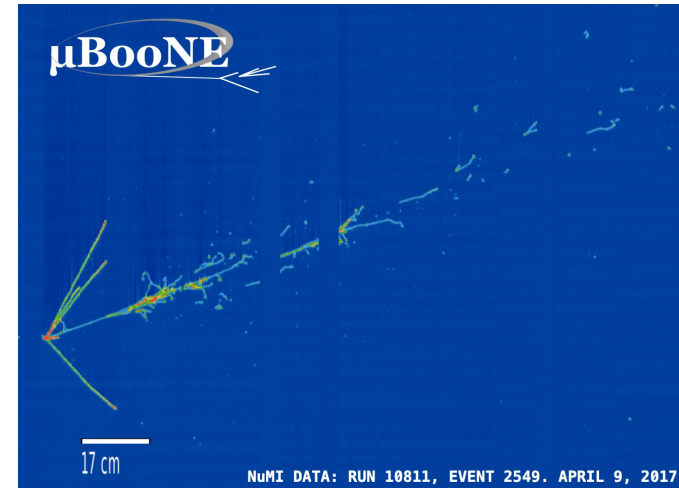 µBooNE
17 cm
NuMI DATA: RUN 10811, EVENT 2549. APRIL 9, 2017